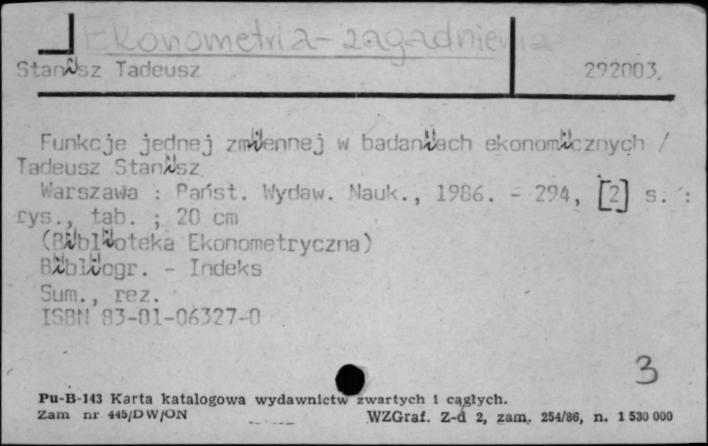 Ekonometria - zagadnienia
Stanisz Tadeusz 292003.
Funkcje jednej zmiennej w badaniach ekonomicznych /
Tadeusz Stanisz.
Warszawa : Państ. Wydaw. Nauk., 1986. - 294, [2] s. :
rys., tab. ; 20 cm
(Biblioteka Ekonometryczna)
Bibliogr. - Indeks
Sum., rez.
ISBN 83-01-06327-0
3
Pu-B-143 Karta katalogowa wydawnictw zwartych i ciągłych.
Zam nr 445/DW/ON WZGraf. Z-d 2, zam. 254/86, n. 1 530 000